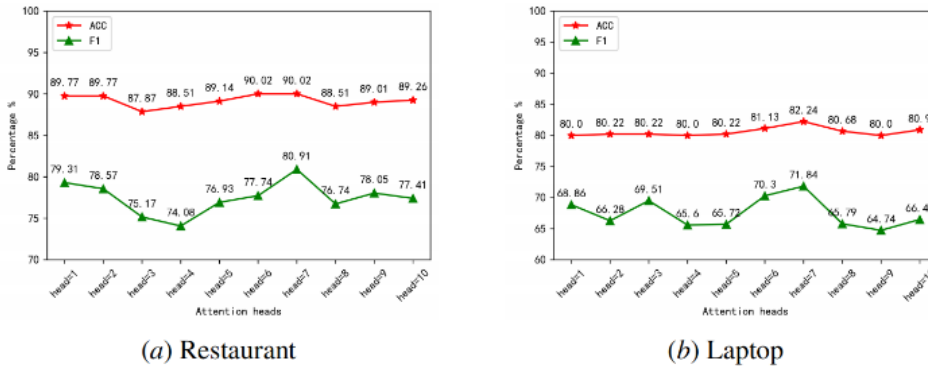 100
95
90
85
80
75
70
Percentage %
ACC
F1
89.77 89.77 87.87 88.51 89.14 90.02 90.02 88.51 89.01 89.26
79.31 78.57 75.17 74.08 76.93 77.74 80.91 76.74 78.05 77.41
head=1 head=2 head=3 head=4 head=5 head=6 head=7 head=8 head=9 head=10
Attention heads
(a) Restaurant
100
95
90
85
80
75
70
65
60
Percentage %
ACC
F1
80.0 80.22 80.22 80.0 80.22 81.13 82.24 80.68 80.0 80.9
68.86 66.28 69.51 65.6 65.72 70.3 71.84 65.79 64.74 66.4
head=1 head=2 head=3 head=4 head=5 head=6 head=7 head=8 head=9
Attention heads
(b) Laptop